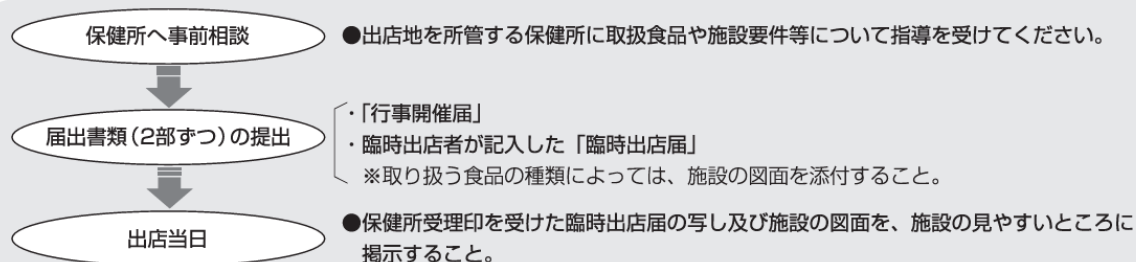 保健所へ事前相談
●出店地を所管する保健所に取扱食品や施設要件等について指導を受けてください。
届出書類(2部ずつ)の提出
・「行事開催届」
・臨時出店者が記入した「臨時出店届」
※取り扱う食品の種類によっては、施設の図面を添付すること。
出店当日
●保健所受理印を受けた臨時出店届の写し及び施設の図面を、施設の見やすいところに
掲示すること。